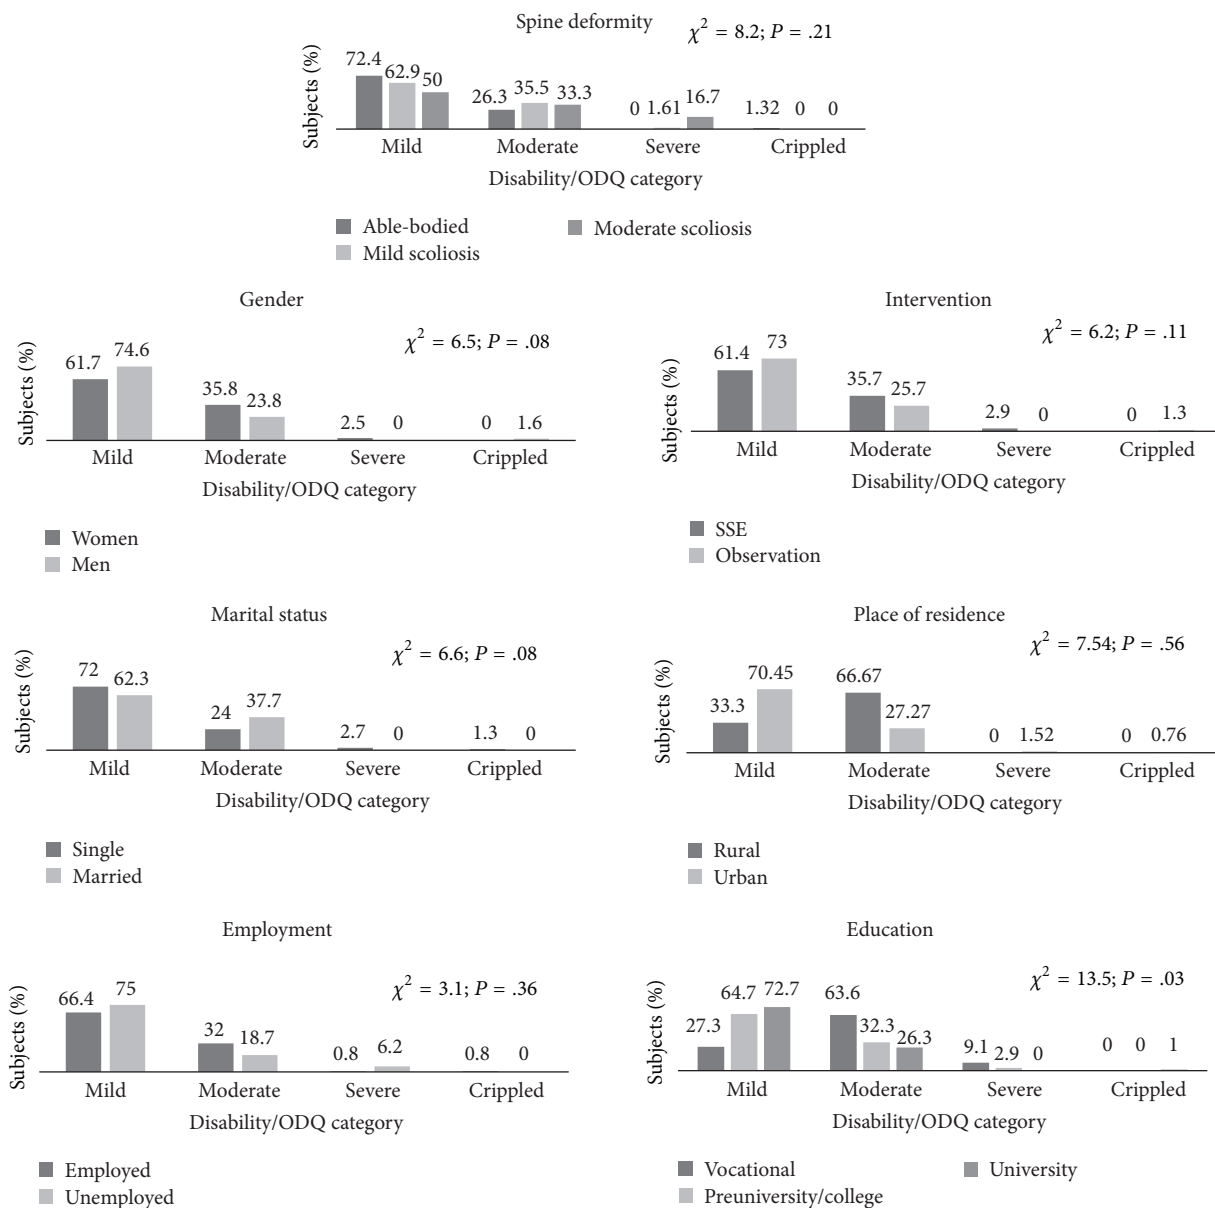 Spine deformity
χ² = 8.2; P = .21
Subjects (%)
72.4 62.9 50 26.3 35.5 33.3 0 1.61 16.7 1.32 0 0
Mild Moderate Severe Crippled
Disability/ODQ category
Able-bodied Moderate scoliosis
Mild scoliosis
Gender
χ² = 6.5; P = .08
Subjects (%)
61.7 74.6 35.8 23.8 2.5 0 0 1.6
Mild Moderate Severe Crippled
Disability/ODQ category
Women
Men
Intervention
χ² = 6.2; P = .11
Subjects (%)
61.4 73 35.7 25.7 2.9 0 0 1.3
Mild Moderate Severe Crippled
Disability/ODQ category
SSE
Observation
Marital status
χ² = 6.6; P = .08
Subjects (%)
72 62.3 24 37.7 2.7 0 1.3 0
Mild Moderate Severe Crippled
Disability/ODQ category
Single
Married
Place of residence
χ² = 7.54; P = .56
Subjects (%)
33.3 70.45 66.67 27.27 0 1.52 0 0.76
Mild Moderate Severe Crippled
Disability/ODQ category
Rural
Urban
Employment
χ² = 3.1; P = .36
Subjects (%)
66.4 75 32 18.7 0.8 6.2 0.8 0
Mild Moderate Severe Crippled
Disability/ODQ category
Employed
Unemployed
Education
χ² = 13.5; P = .03
Subjects (%)
27.3 64.7 72.7 63.6 32.3 26.3 9.1 2.9 0 0 0 1
Mild Moderate Severe Crippled
Disability/ODQ category
Vocational University
Preuniversity/college